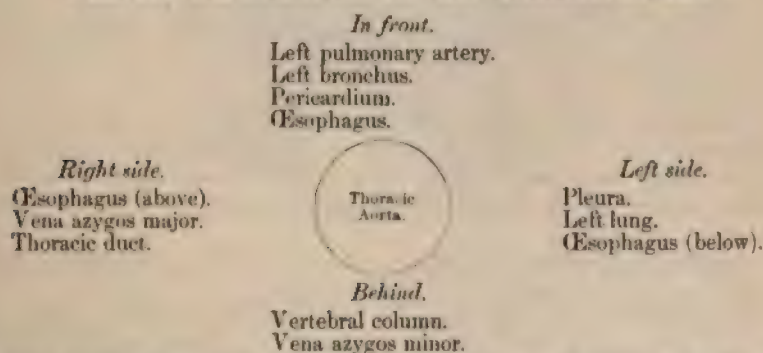 In front.
Left pulmonary artery.
Left bronchus.
Pericardium.
Œsophagus.
Right side.
Œsophagus (above).
Vena azygos major.
Thoracic duct.
Thoracic
Aorta.
Left side.
Pleura.
Left lung.
Œsophagus (below).
Behind.
Vertebral column.
Vena azygos minor.